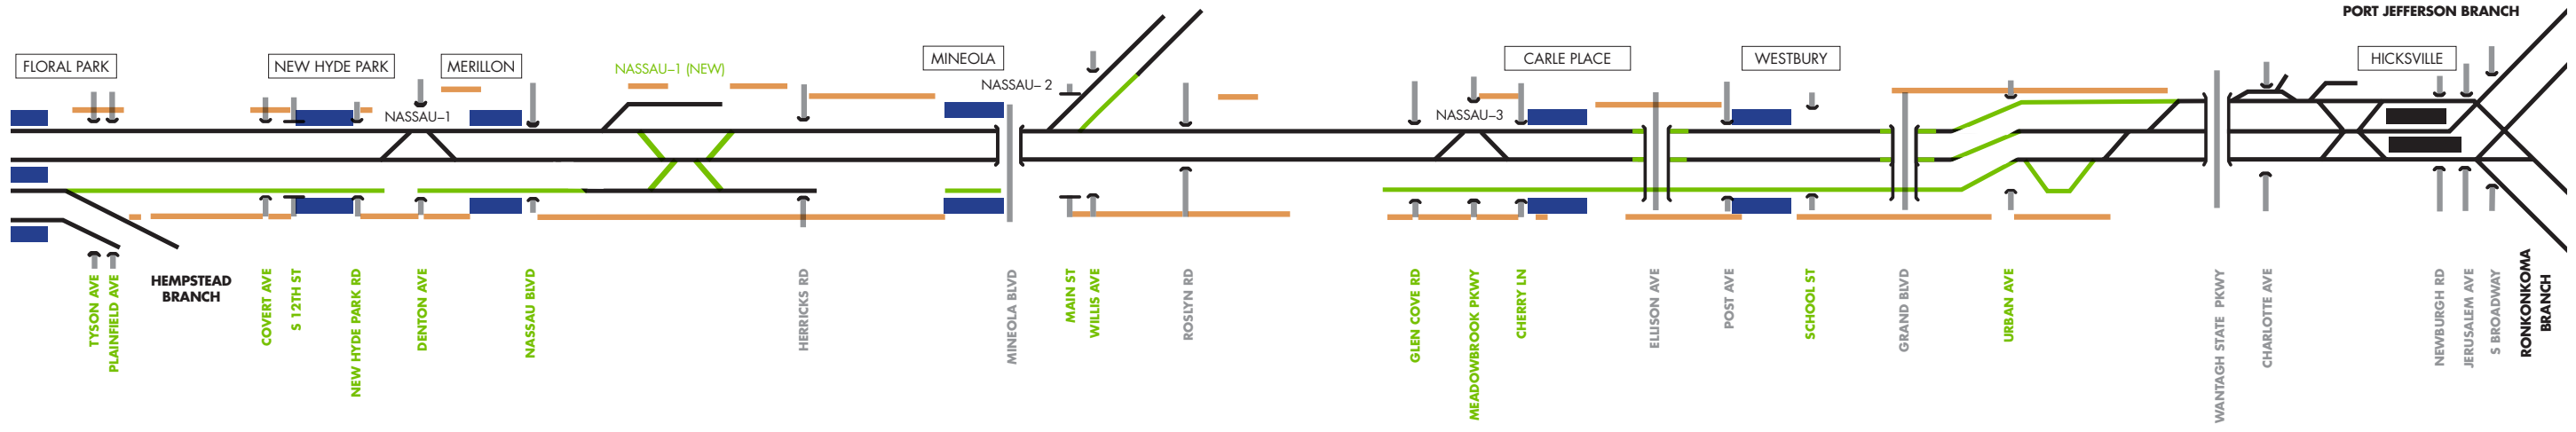 PORT JEFFERSON BRANCH
FLORAL PARK
NEW HYDE PARK
MERILLON
NASSAU–1 (NEW)
MINEOLA
CARLE PLACE
WESTBURY
HICKSVILLE
NASSAU–1
NASSAU– 2
NASSAU–3
TYSON AVE
PLAINFIELD AVE
HEMPSTEAD
BRANCH
COVERT AVE
S 12TH ST
NEW HYDE PARK RD
DENTON AVE
NASSAU BLVD
HERRICKS RD
MINEOLA BLVD
MAIN ST
WILLIS AVE
ROSLYN RD
GLEN COVE RD
MEADOWBROOK PKWY
CHERRY LN
ELLISON AVE
POST AVE
SCHOOL ST
GRAND BLVD
URBAN AVE
WANTAGH STATE PKWY
CHARLOTTE AVE
NEWBURGH RD
JERUSALEM AVE
S BROADWAY
RONKONKOMA
BRANCH